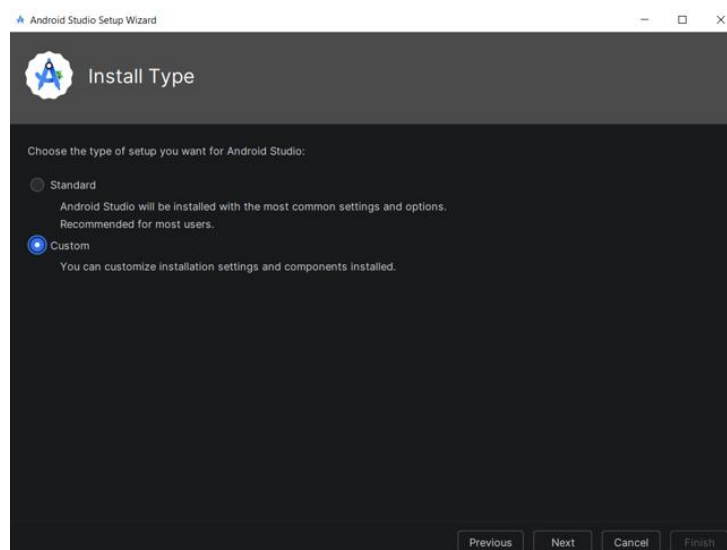 Android Studio Setup Wizard
Install Type
Choose the type of setup you want for Android Studio:
Standard
Android Studio will be installed with the most common settings and options.
Recommended for most users.
Custom
You can customize installation settings and components installed.
Previous
Next
Cancel
Finish